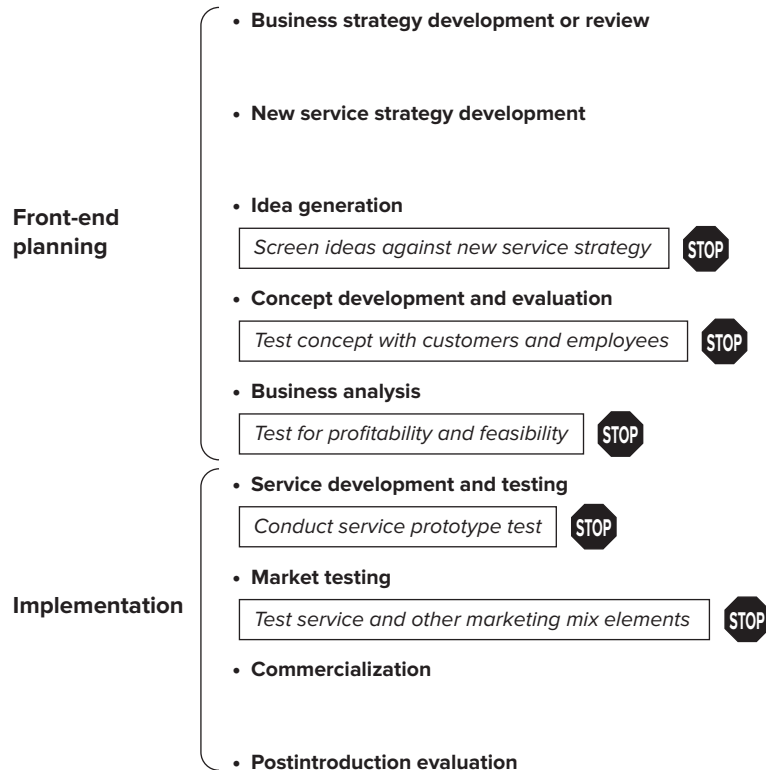 • Business strategy development or review
• New service strategy development
Front-end
planning
• Idea generation
Screen ideas against new service strategy STOP
• Concept development and evaluation
Test concept with customers and employees STOP
• Business analysis
Test for profitability and feasibility STOP
Implementation
• Service development and testing
Conduct service prototype test STOP
• Market testing
Test service and other marketing mix elements STOP
• Commercialization
• Postintroduction evaluation